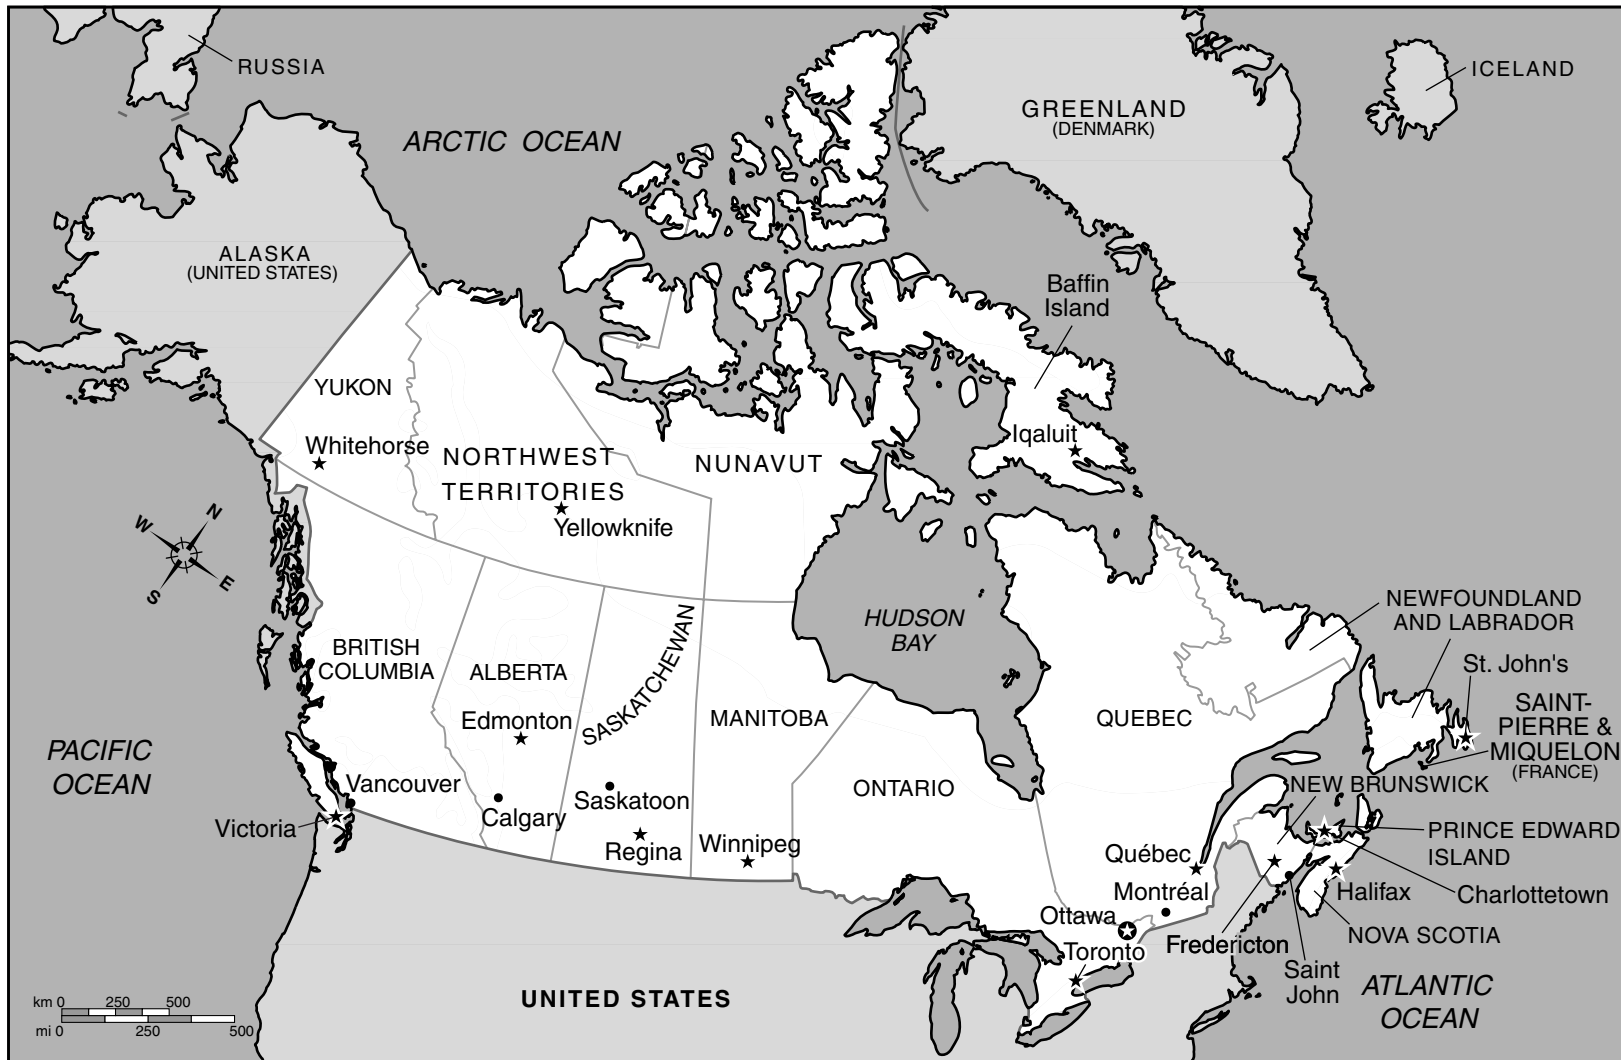 RUSSIA
ICELAND
GREENLAND
(DENMARK)
ARCTIC OCEAN
ALASKA
(UNITED STATES)
Baffin
Island
YUKON
Whitehorse
NORTHWEST
TERRITORIES
Yellowknife
NUNAVUT
Iqaluit
N
W
E
S
HUDSON
BAY
NEWFOUNDLAND
AND LABRADOR
St. John's
SAINT-
PIERRE &
MIQUELON
(FRANCE)
BRITISH
COLUMBIA
ALBERTA
Edmonton
SASKATCHEWAN
MANITOBA
QUEBEC
PACIFIC
OCEAN
Vancouver
Victoria
Calgary
Saskatoon
Regina
Winnipeg
ONTARIO
NEW BRUNSWICK
PRINCE EDWARD
ISLAND
Charlottetown
Québec
Montréal
Ottawa
Toronto
Halifax
NOVA SCOTIA
Fredericton
Saint
John
ATLANTIC
OCEAN
UNITED STATES
km 0 250 500
mi 0 250 500